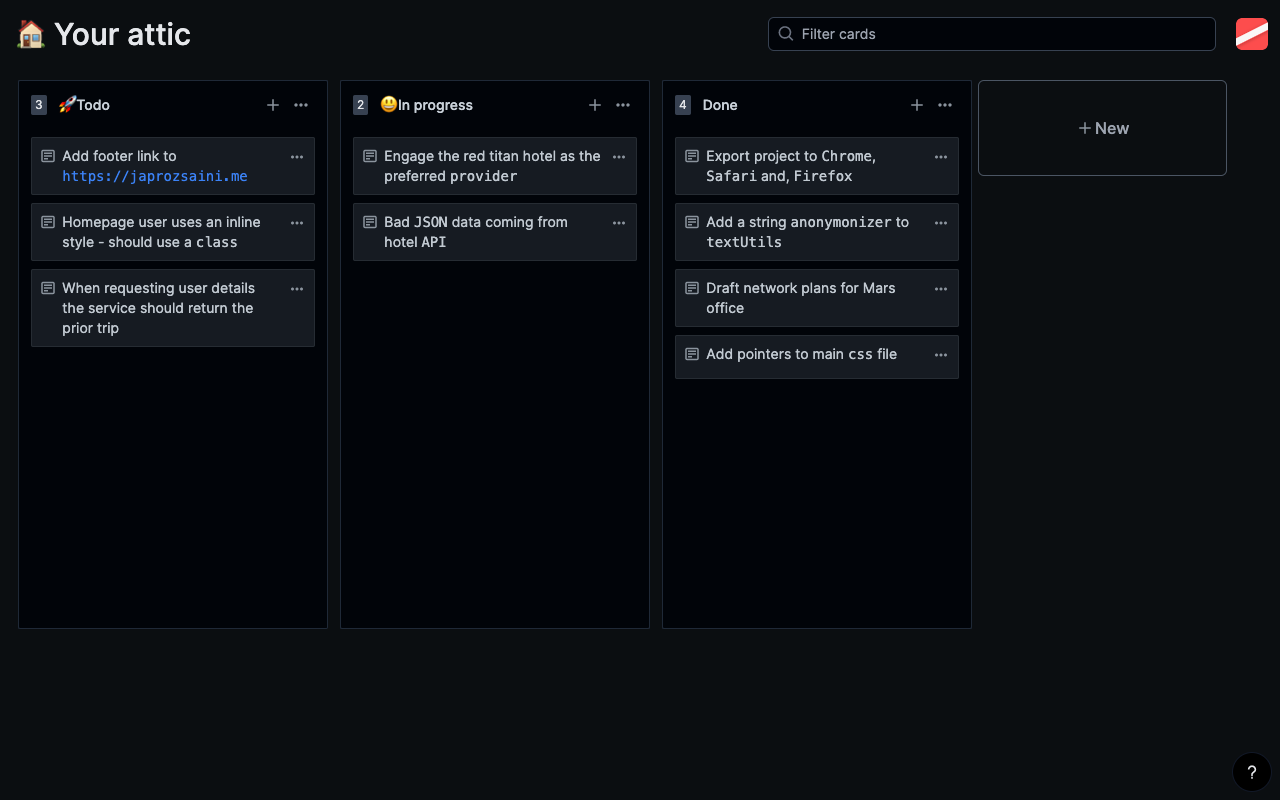 🏠 Your attic
Filter cards
3 🚀Todo
Add footer link to
https://japrozsaini.me
Homepage user uses an inline
style - should use a class
When requesting user details
the service should return the
prior trip
2 😃In progress
Engage the red titan hotel as the
preferred provider
Bad JSON data coming from
hotel API
4 Done
Export project to Chrome,
Safari and, Firefox
Add a string anonymonizer to
textUtils
Draft network plans for Mars
office
Add pointers to main css file
+ New
?